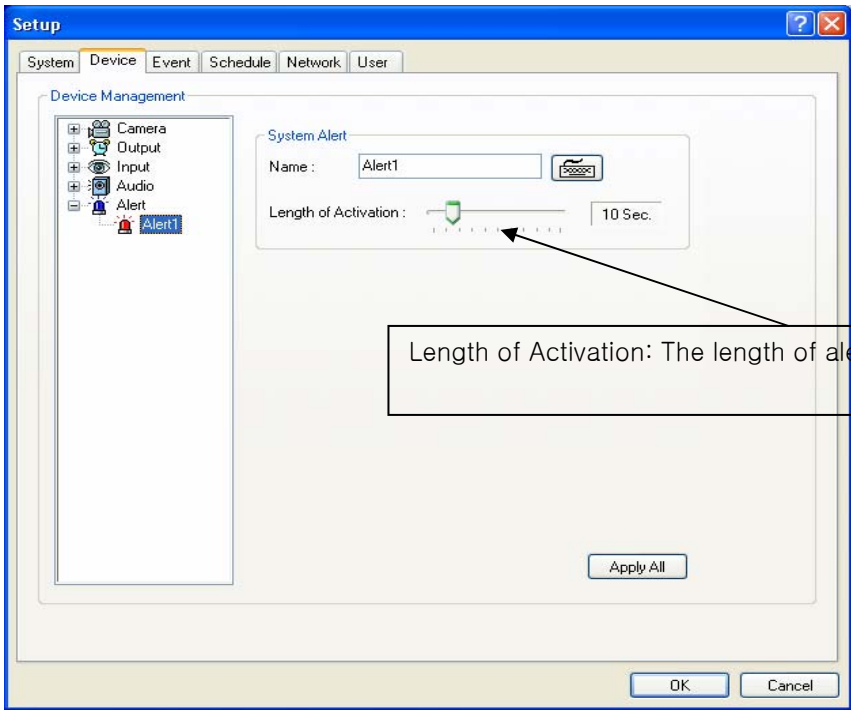 Setup
System Device Event Schedule Network User
Device Management
Camera
Output
Input
Audio
Alert
Alert1
System Alert
Name : Alert1
Length of Activation : 10 Sec.
Length of Activation: The length of
Apply All
OK Cancel